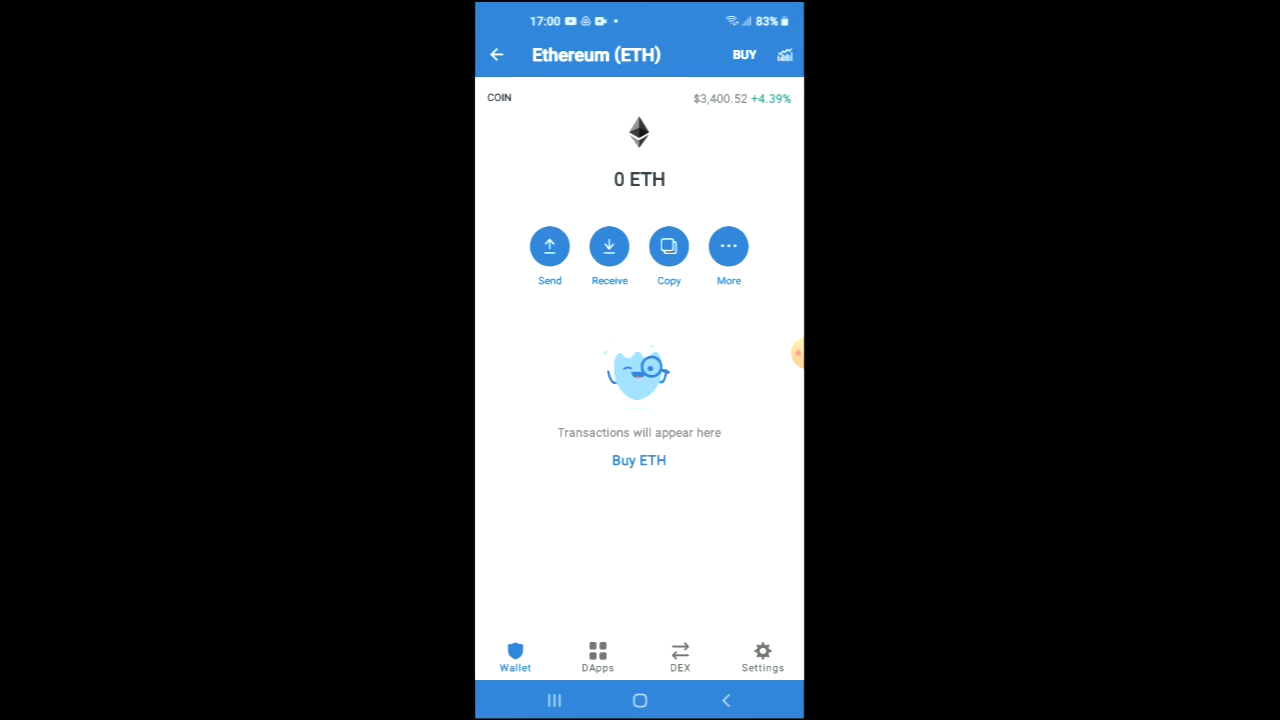 17:00 83%
Ethereum (ETH) BUY
COIN $3,400.52 +4.39%
0 ETH
Send Receive Copy More
Transactions will appear here
Buy ETH
Wallet DApps DEX Settings